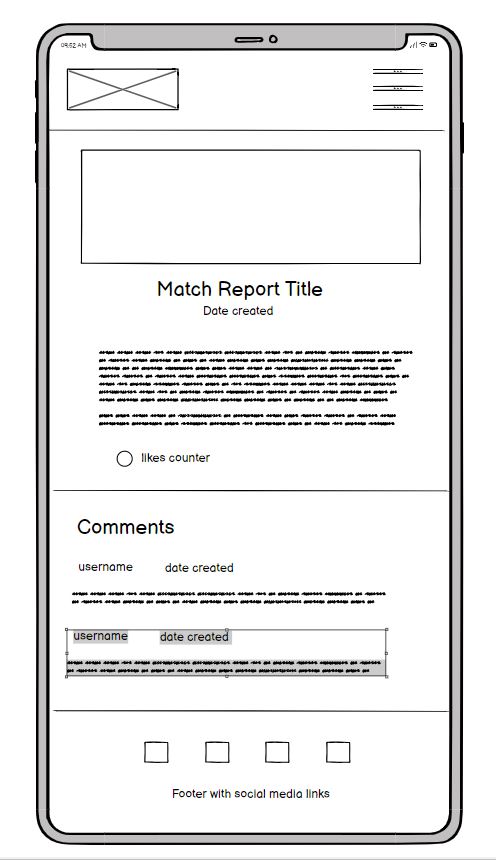 09:52 AM
Match Report Title
Date created
likes counter
Comments
username date created
username date created
Footer with social media links